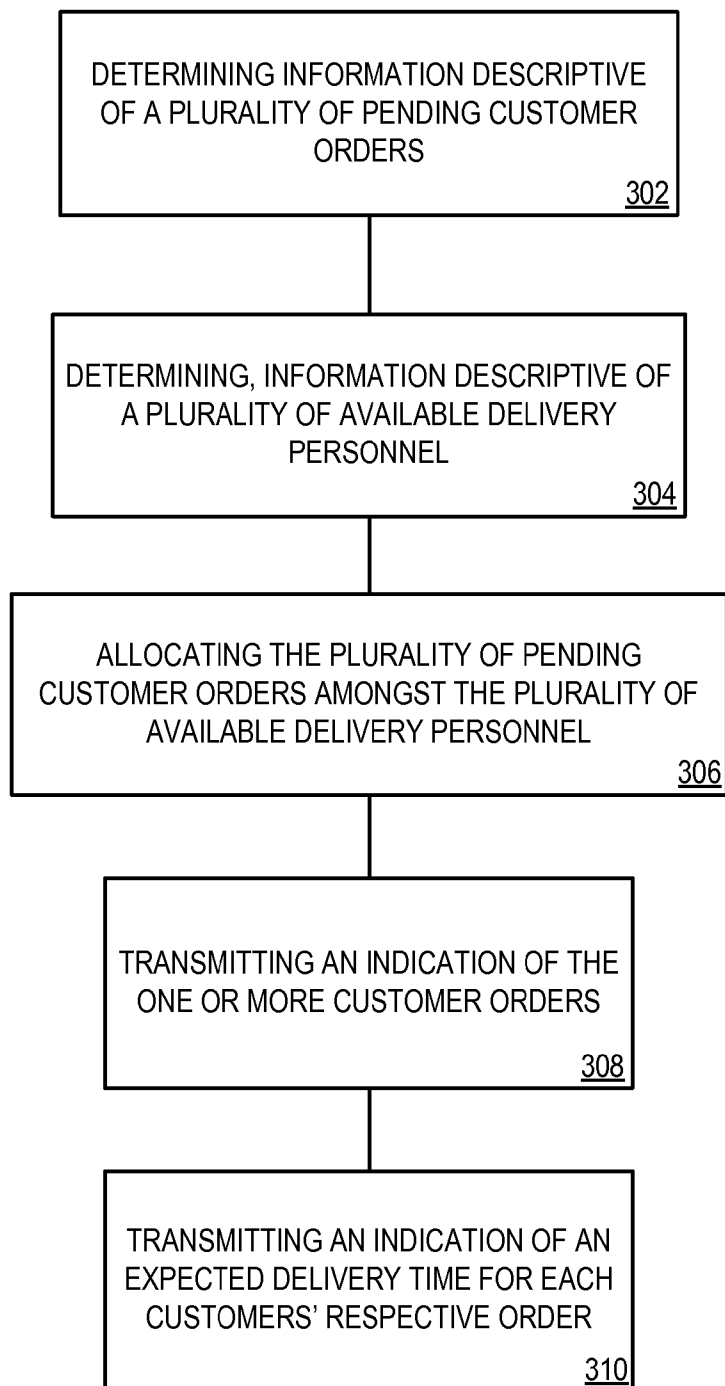 DETERMINING INFORMATION DESCRIPTIVE
OF A PLURALITY OF PENDING CUSTOMER
ORDERS
302
DETERMINING, INFORMATION DESCRIPTIVE OF
A PLURALITY OF AVAILABLE DELIVERY
PERSONNEL
304
ALLOCATING THE PLURALITY OF PENDING
CUSTOMER ORDERS AMONGST THE PLURALITY OF
AVAILABLE DELIVERY PERSONNEL
306
TRANSMITTING AN INDICATION OF THE
ONE OR MORE CUSTOMER ORDERS
308
TRANSMITTING AN INDICATION OF AN
EXPECTED DELIVERY TIME FOR EACH
CUSTOMERS’ RESPECTIVE ORDER
310